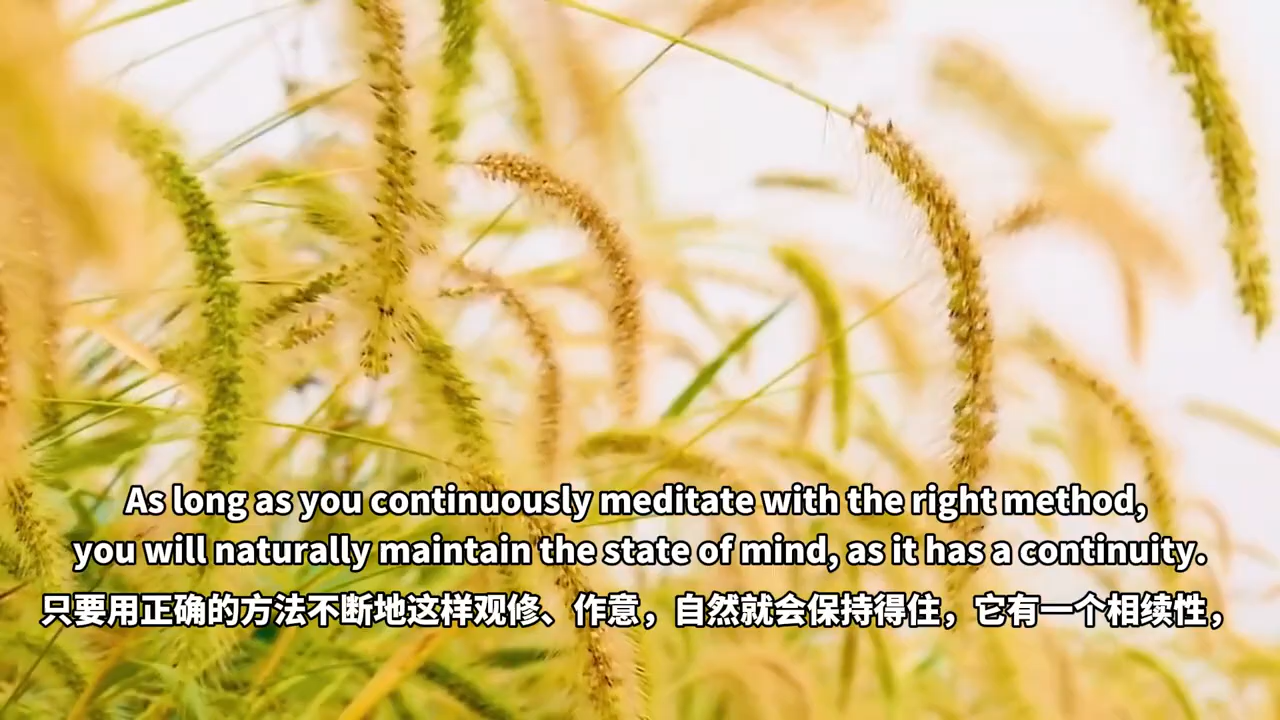 As long as you continuously meditate with the right method,
you will naturally maintain the state of mind, as it has a continuity.
只要用正确的方法不断地这样观修、作意，自然就会保持得住，它有一个相续性，